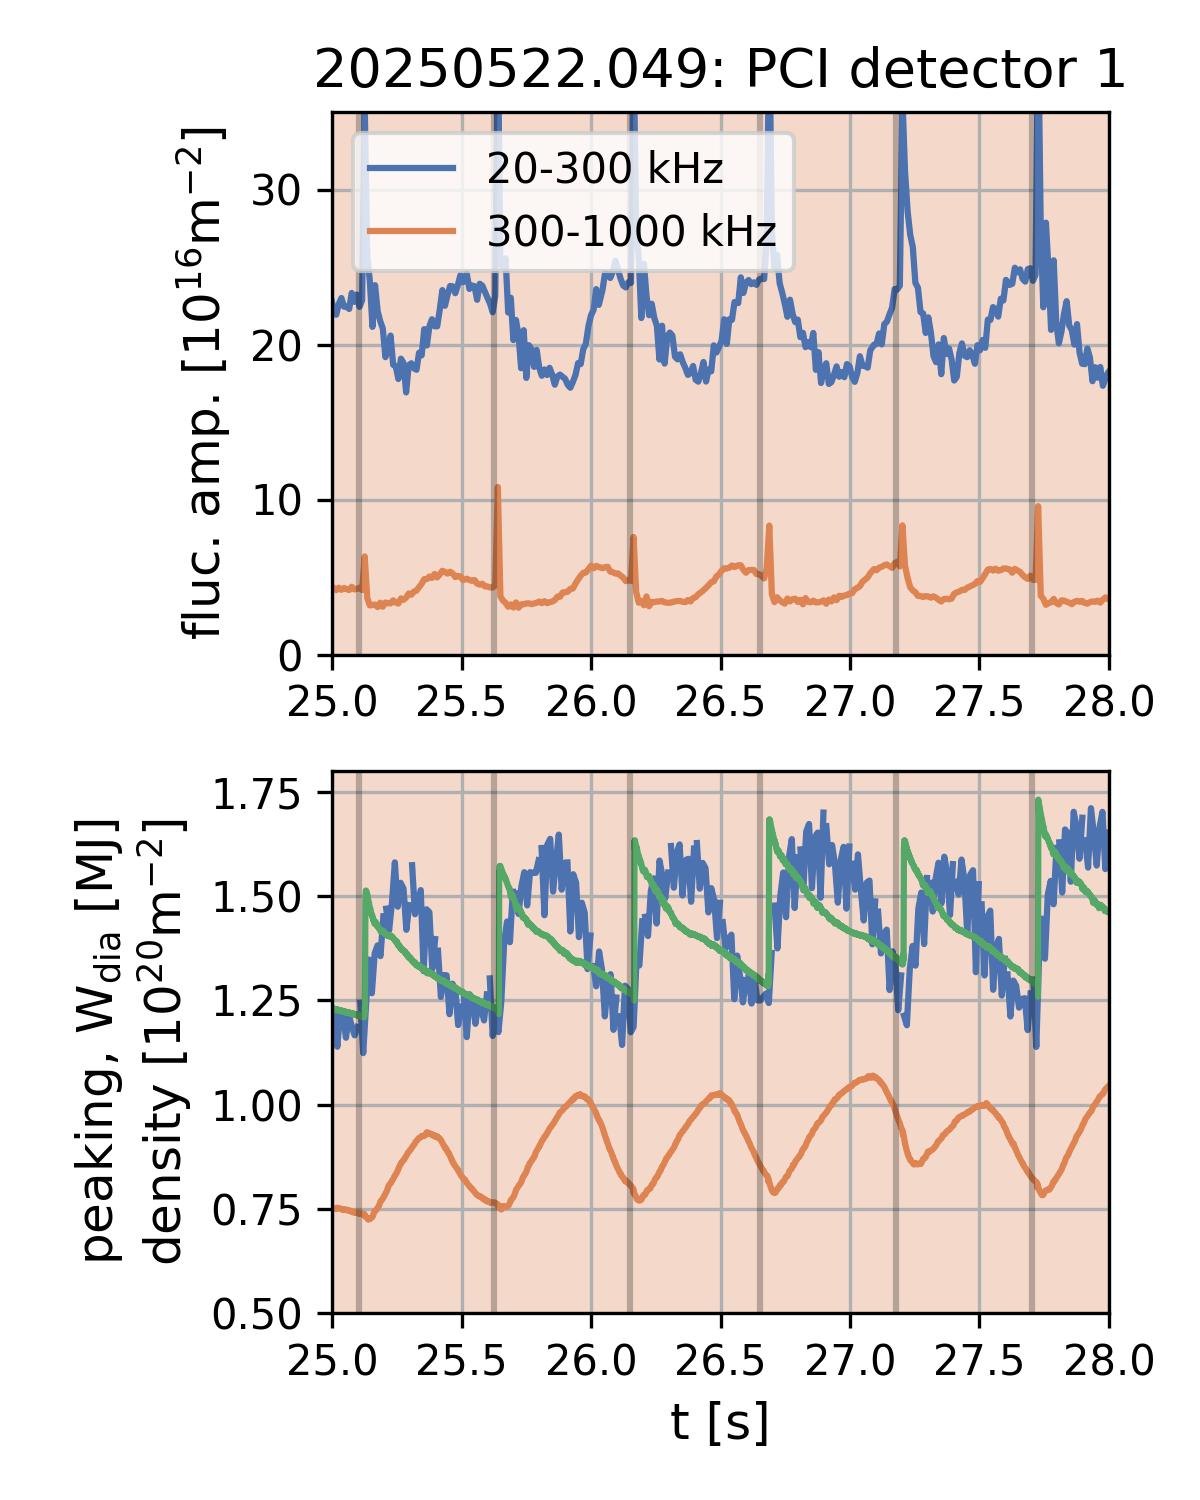 20250522.049: PCI detector 1
fluc. amp. [10¹⁶m⁻²]
30
20
10
0
20-300 kHz
300-1000 kHz
25.0 25.5 26.0 26.5 27.0 27.5 28.0
peaking, W_dia [MJ]
density [10²⁰m⁻²]
1.75
1.50
1.25
1.00
0.75
0.50
25.0 25.5 26.0 26.5 27.0 27.5 28.0
t [s]